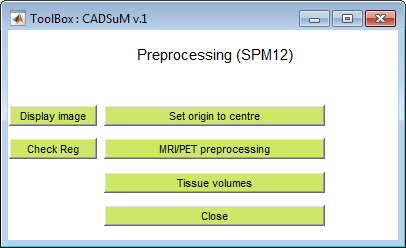 ToolBox : CADSuM v.1
Preprocessing (SPM12)
Display image
Set origin to centre
Check Reg
MRI/PET preprocessing
Tissue volumes
Close